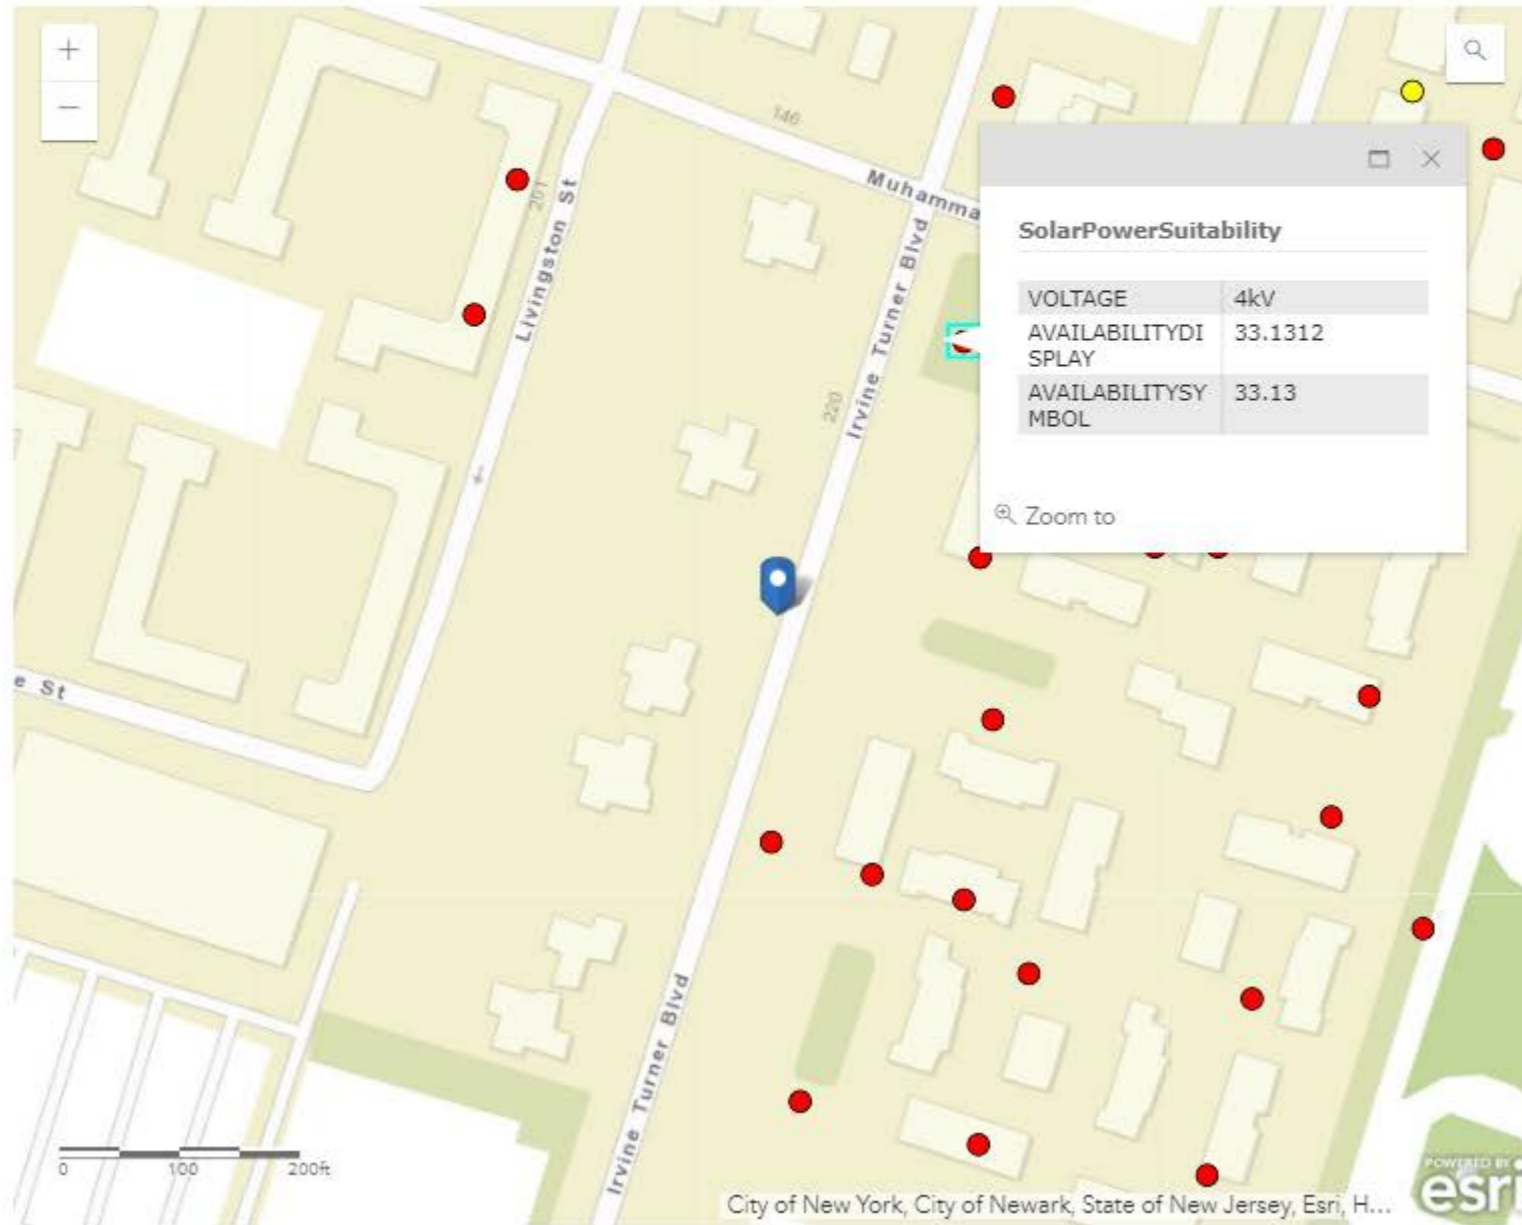 +
−
146
201
Livingston St
Muhamma
Irvine Turner Blvd
220
SolarPowerSuitability
VOLTAGE 4kV
AVAILABILITYDI 33.1312
SPLAY
AVAILABILITYSY 33.13
MBOL
Zoom to
e St
Irvine Turner Blvd
0 100 200ft
City of New York, City of Newark, State of New Jersey, Esri, H...
POWERED BY
esri